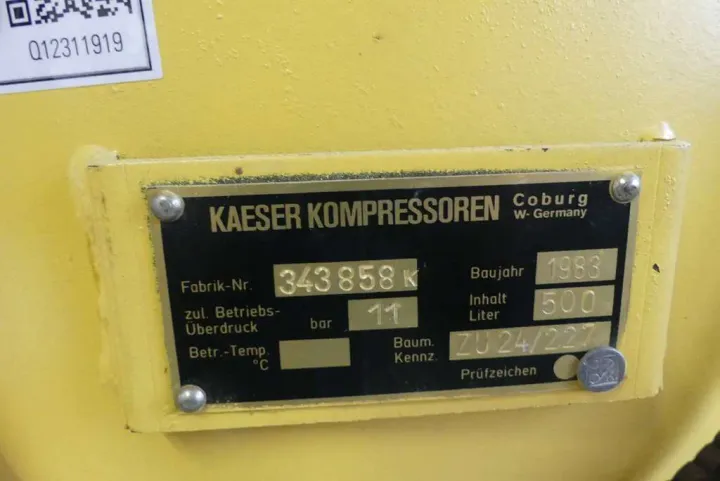 Q12311919
KAESER KOMPRESSOREN Coburg
W-Germany
Fabrik-Nr. 343858 K
Baujahr 1983
zul. Betriebs-
Überdruck bar 11
Inhalt
Liter 500
Betr.-Temp.
°C
Baum.
Kennz. ZU 24/227
Prüfzeichen